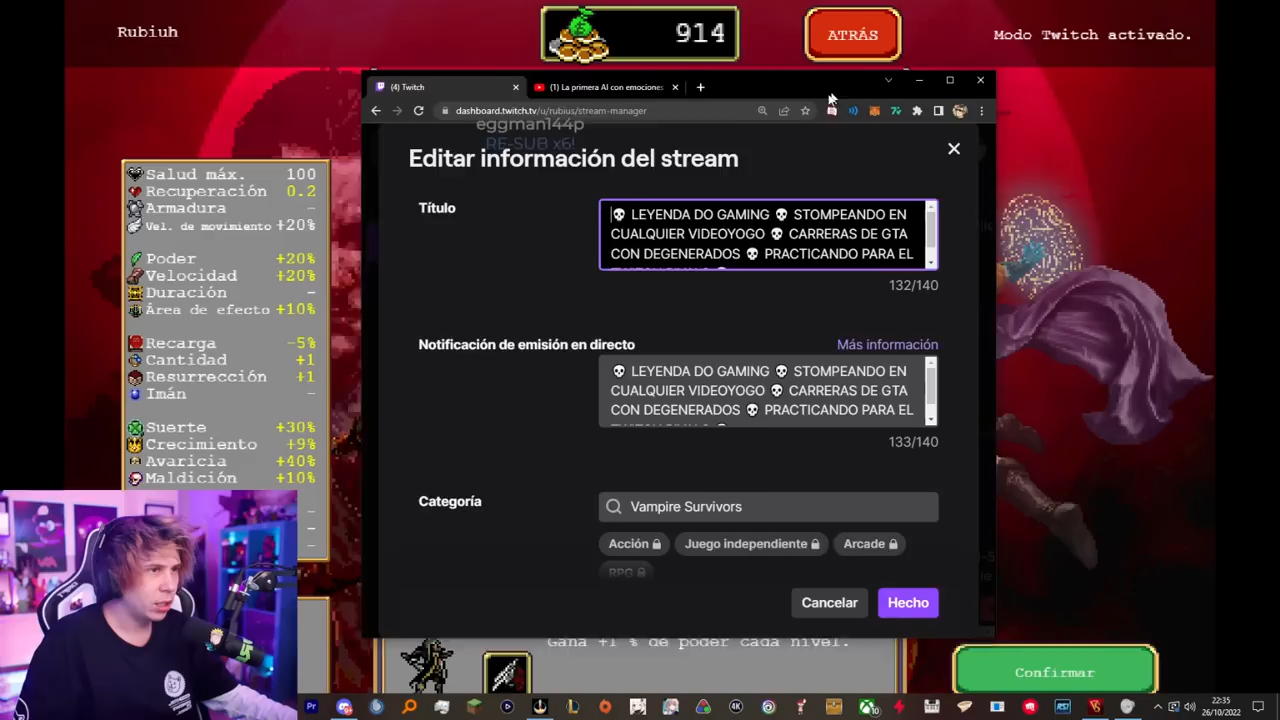 Rubiuh
914
ATRÁS
Modo Twitch activado.
(4) Twitch
(1) La primera AI con emociones
dashboard.twitch.tv/u/rubius/stream-manager
eggman144p
RE-SUB x6!
Editar información del stream
Título
💀 LEYENDA DO GAMING 💀 STOMPEANDO EN
CUALQUIER VIDEOYOGO 💀 CARRERAS DE GTA
CON DEGENERADOS 💀 PRACTICANDO PARA EL
132/140
Notificación de emisión en directo
Más información
💀 LEYENDA DO GAMING 💀 STOMPEANDO EN
CUALQUIER VIDEOYOGO 💀 CARRERAS DE GTA
CON DEGENERADOS 💀 PRACTICANDO PARA EL
133/140
Categoría
Vampire Survivors
Acción
Juego independiente
Arcade
RPG
Cancelar
Hecho
Salud máx. 100
Recuperación 0.2
Armadura -
Vel. de movimiento +20%
Poder +20%
Velocidad +20%
Duración -
Área de efecto +10%
Recarga -5%
Cantidad +1
Resurrección +1
Imán -
Suerte +30%
Crecimiento +9%
Avaricia +40%
Maldición +10%
Gana +1 % de poder cada nivel.
Confirmar
22:35
26/10/2022